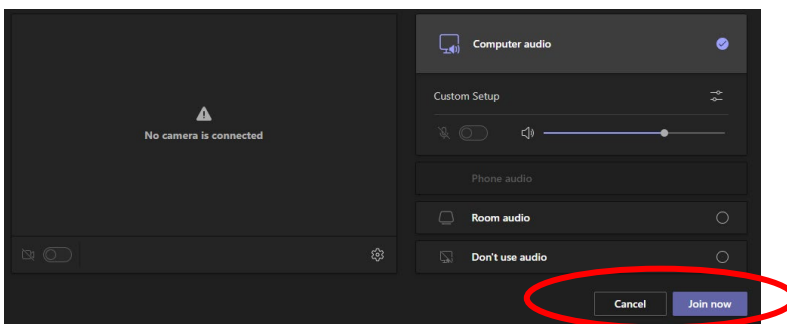 Computer audio
No camera is connected
Custom Setup
Phone audio
Room audio
Don't use audio
Cancel
Join now